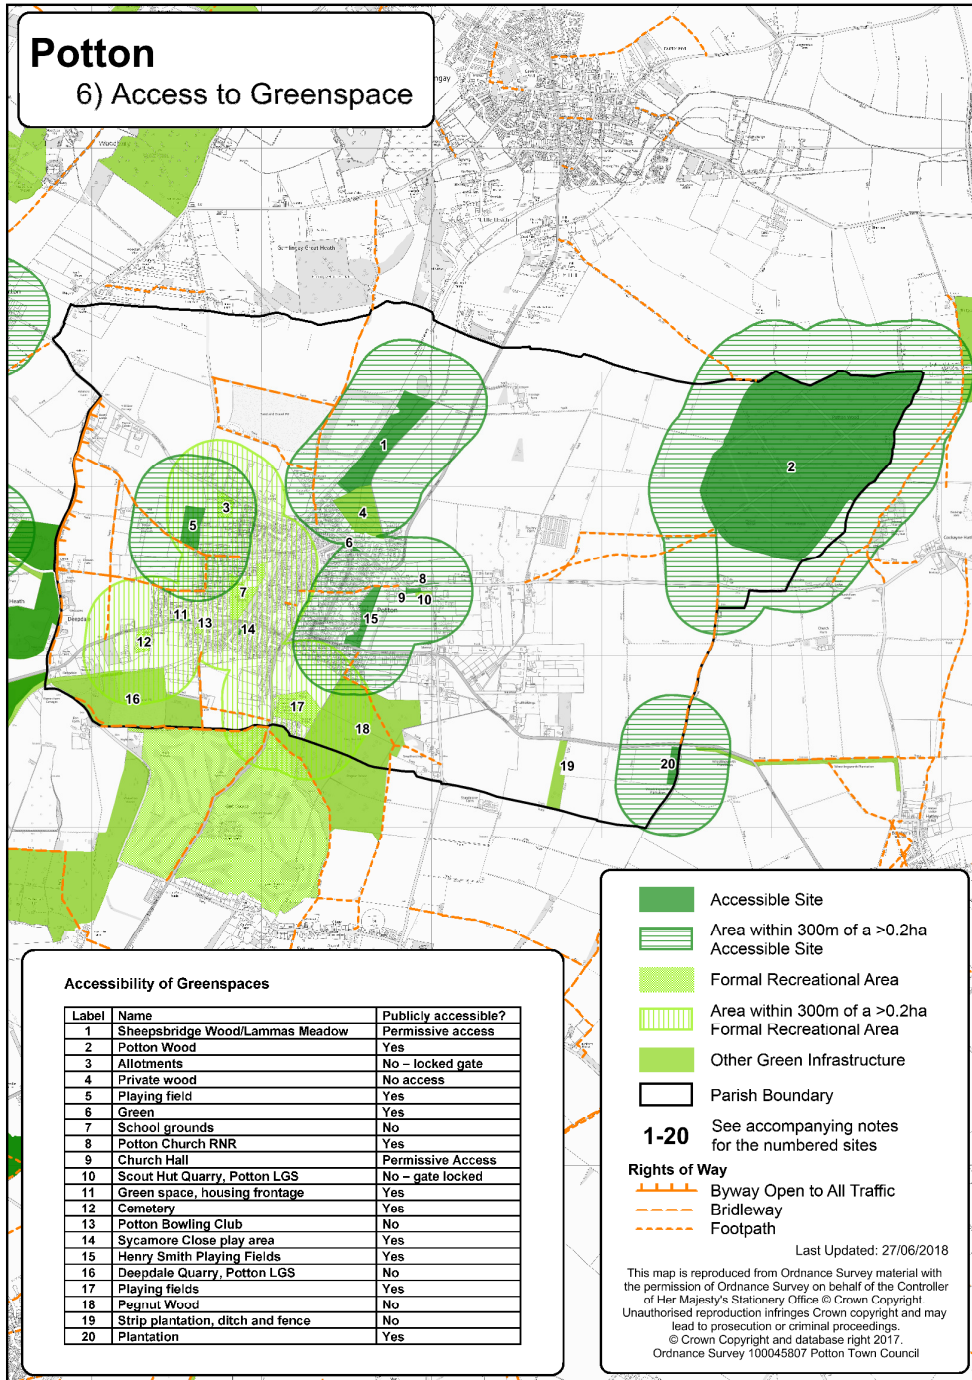 Potton
6) Access to Greenspace
1
2
3
4
5
6
7
8
9
10
11
12
13
14
15
16
17
18
19
20
Potton
Deepdale
Heath
Accessible Site
Area within 300m of a >0.2ha
Accessible Site
Formal Recreational Area
Area within 300m of a >0.2ha
Formal Recreational Area
Other Green Infrastructure
Parish Boundary
1-20 See accompanying notes
for the numbered sites
Rights of Way
Byway Open to All Traffic
Bridleway
Footpath
Last Updated: 27/06/2018
This map is reproduced from Ordnance Survey material with
the permission of Ordnance Survey on behalf of the Controller
of Her Majesty's Stationery Office © Crown Copyright.
Unauthorised reproduction infringes Crown copyright and may
lead to prosecution or criminal proceedings.
© Crown Copyright and database right 2017.
Ordnance Survey 100045807 Potton Town Council
Accessibility of Greenspaces
Label Name Publicly accessible?
1 Sheepsbridge Wood/Lammas Meadow Permissive access
2 Potton Wood Yes
3 Allotments No – locked gate
4 Private wood No access
5 Playing field Yes
6 Green Yes
7 School grounds No
8 Potton Church RNR Yes
9 Church Hall Permissive Access
10 Scout Hut Quarry, Potton LGS No – gate locked
11 Green space, housing frontage Yes
12 Cemetery Yes
13 Potton Bowling Club No
14 Sycamore Close play area Yes
15 Henry Smith Playing Fields Yes
16 Deepdale Quarry, Potton LGS No
17 Playing fields Yes
18 Pegnut Wood No
19 Strip plantation, ditch and fence No
20 Plantation Yes